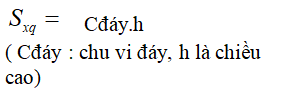 S_xq = Cđáy.h
( Cđáy : chu vi đáy, h là chiều
cao)